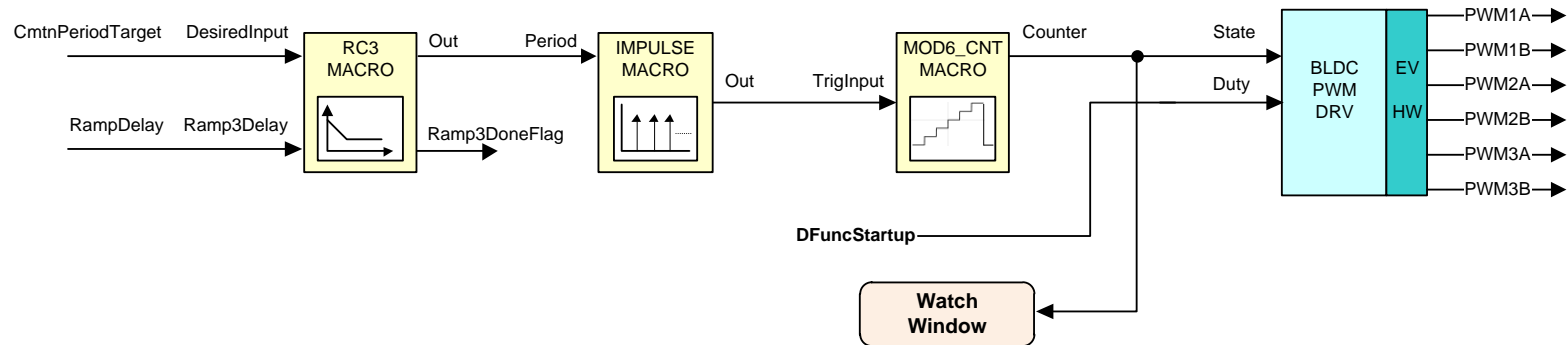 CmtnPeriodTarget
DesiredInput
RampDelay
Ramp3Delay
RC3
MACRO
Out
Period
Ramp3DoneFlag
IMPULSE
MACRO
Out
TrigInput
MOD6_CNT
MACRO
Counter
State
Duty
DFuncStartup
Watch
Window
BLDC
PWM
DRV
EV
HW
PWM1A
PWM1B
PWM2A
PWM2B
PWM3A
PWM3B